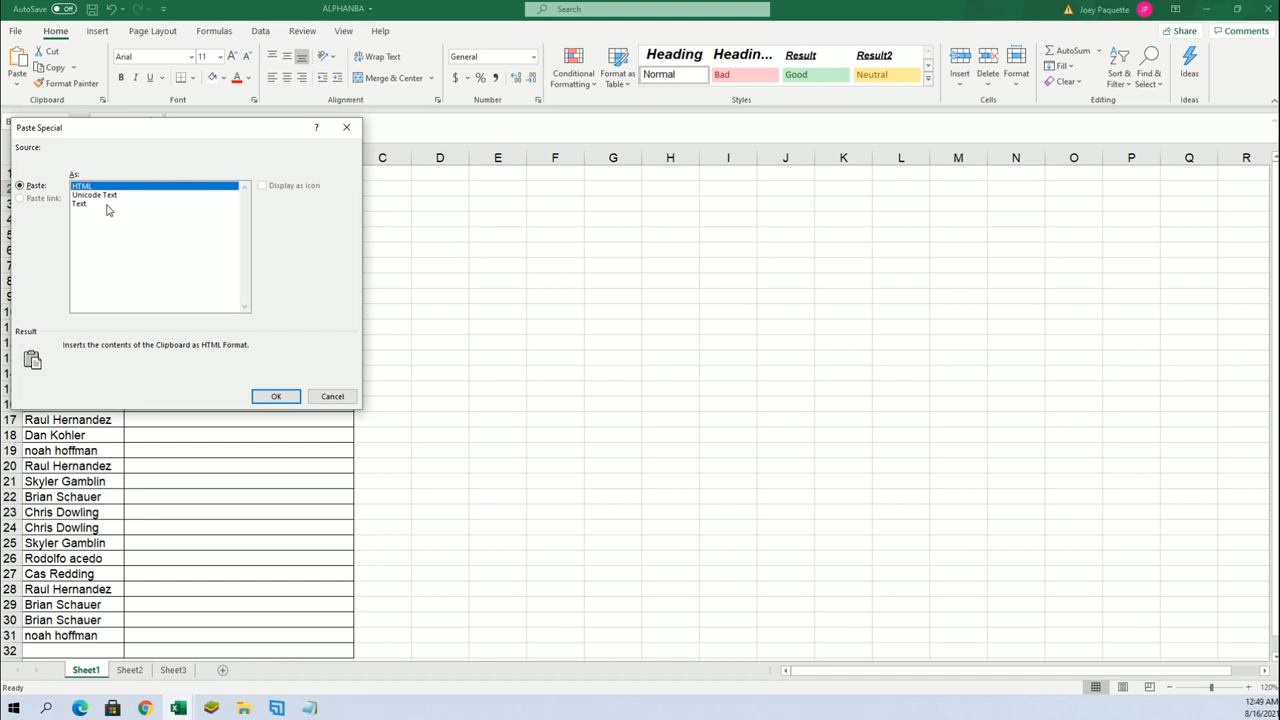 AutoSave Off ALPHANBA Search Joey Paquette JP
File Home Insert Page Layout Formulas Data Review View Help Share Comments
Cut Arial 11 Wrap Text General Heading Headin... Result Result2 AutoSum
Copy Fill
Paste Format Painter B I U Merge & Center $ % Conditional Formatting Format as Table Normal Bad Good Neutral Insert Delete Format Clear Sort & Filter Find & Select Ideas
Clipboard Font Alignment Number Styles Cells Editing Ideas
Paste Special ? ×
Source:
As:
Paste: HTML Display as icon
Paste link: Unicode Text
Text
Result
Inserts the contents of the Clipboard as HTML Format.
OK Cancel
C D E F G H I J K L M N O P Q R
17 Raul Hernandez
18 Dan Kohler
19 noah hoffman
20 Raul Hernandez
21 Skyler Gamblin
22 Brian Schauer
23 Chris Dowling
24 Chris Dowling
25 Skyler Gamblin
26 Rodolfo acedo
27 Cas Redding
28 Raul Hernandez
29 Brian Schauer
30 Brian Schauer
31 noah hoffman
32
Sheet1 Sheet2 Sheet3
Ready 120%
12:49 AM